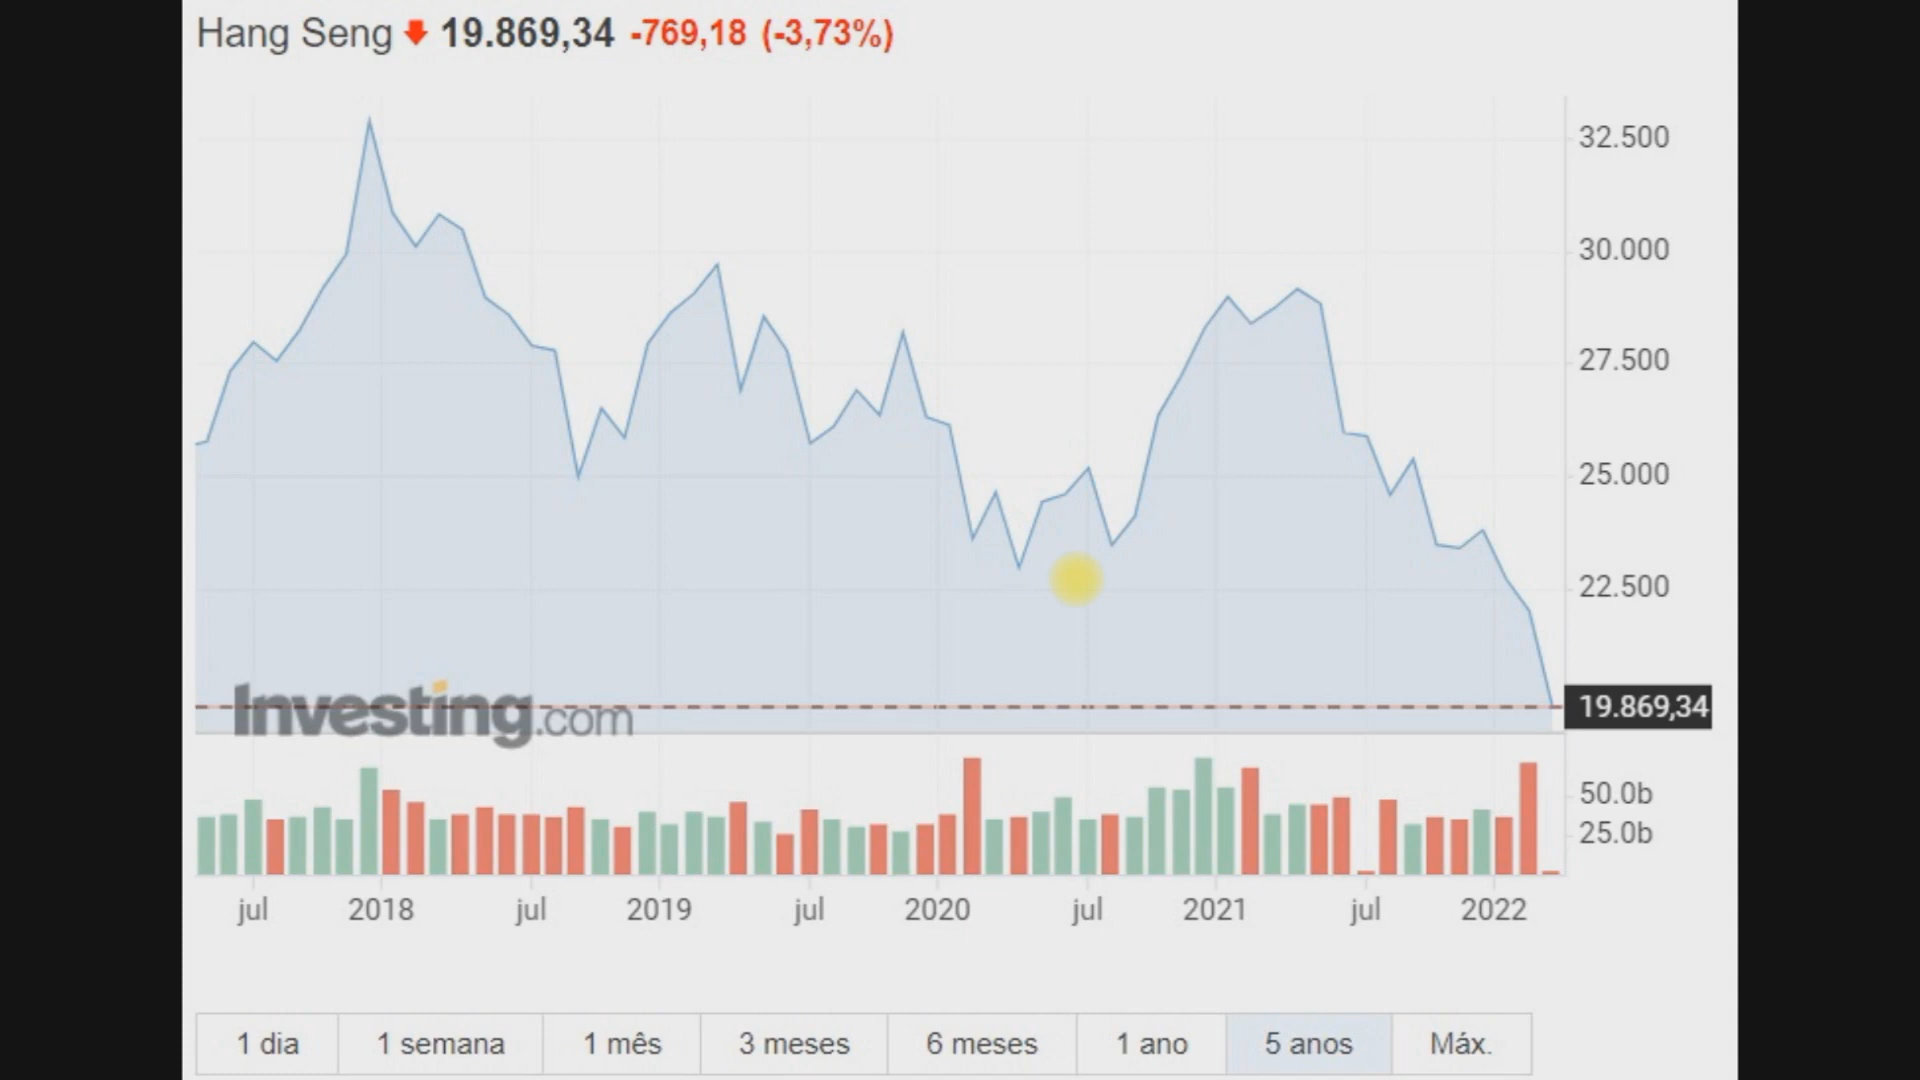 Hang Seng 19.869,34 -769,18 (-3,73%)
32.500
30.000
27.500
25.000
22.500
19.869,34
Investing.com
50.0b
25.0b
jul 2018 jul 2019 jul 2020 jul 2021 jul 2022
1 dia 1 semana 1 mês 3 meses 6 meses 1 ano 5 anos Máx.